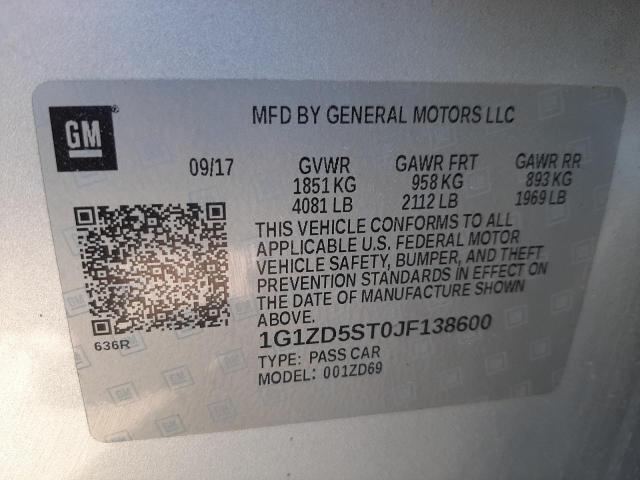 GM
MFD BY GENERAL MOTORS LLC
09/17 GVWR GAWR FRT GAWR RR
1851 KG 958 KG 893 KG
4081 LB 2112 LB 1969 LB
THIS VEHICLE CONFORMS TO ALL
APPLICABLE U.S. FEDERAL MOTOR
VEHICLE SAFETY, BUMPER, AND THEFT
PREVENTION STANDARDS IN EFFECT ON
THE DATE OF MANUFACTURE SHOWN
ABOVE.
636R
1G1ZD5ST0JF138600
TYPE: PASS CAR
MODEL: 001ZD69